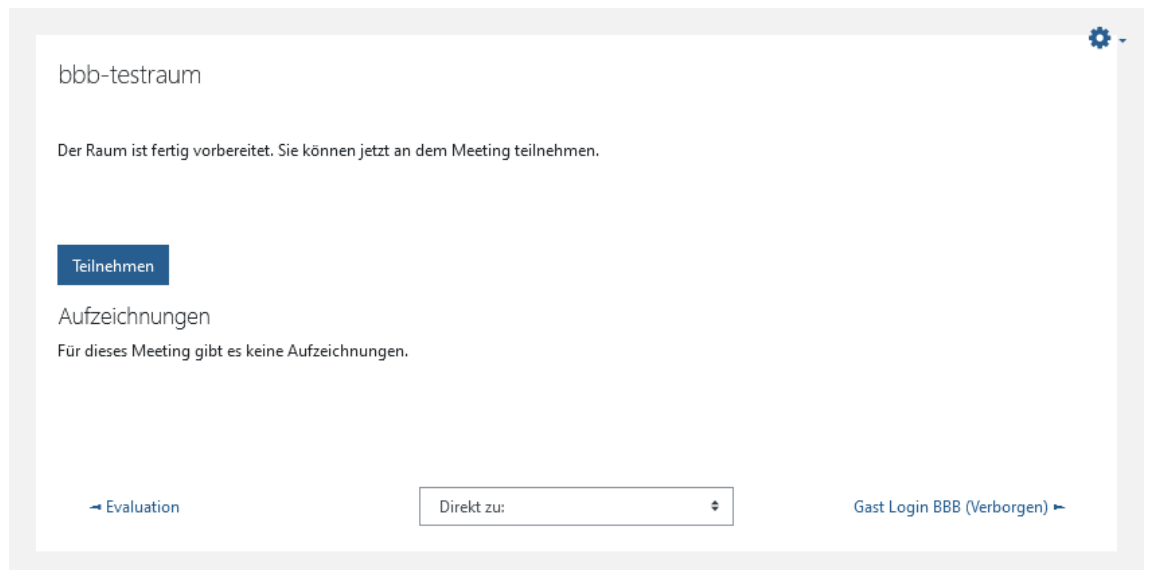 bbb-testraum
Der Raum ist fertig vorbereitet. Sie können jetzt an dem Meeting teilnehmen.
Teilnehmen
Aufzeichnungen
Für dieses Meeting gibt es keine Aufzeichnungen.
Evaluation
Direkt zu:
Gast Login BBB (Verborgen)